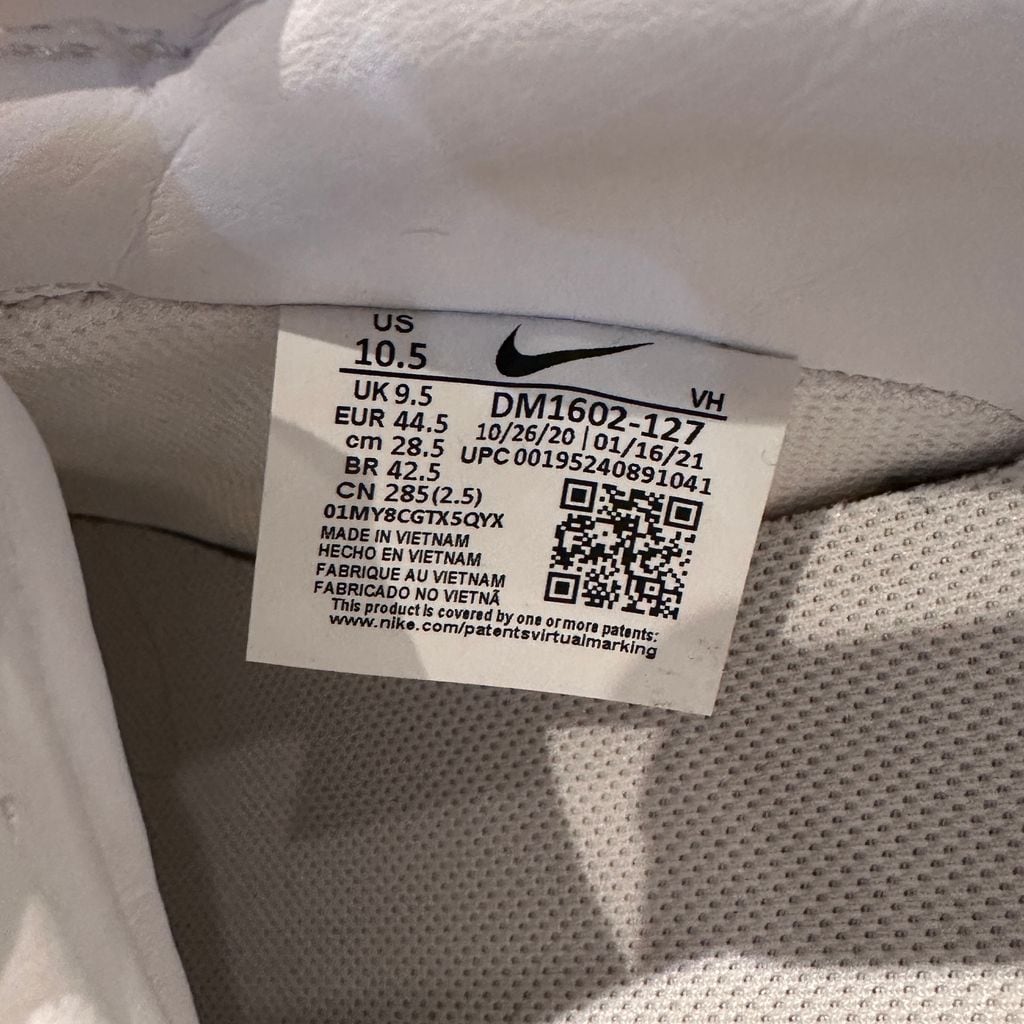 US
10.5
VH
UK 9.5
EUR 44.5
cm 28.5
BR 42.5
CN 285(2.5)
01MY8CGTX5QYX
DM1602-127
10/26/20 | 01/16/21
UPC 00195240891041
MADE IN VIETNAM
HECHO EN VIETNAM
FABRIQUE AU VIETNAM
FABRICADO NO VIETNÃ
This product is covered by one or more patents:
www.nike.com/patentsvirtualmarking